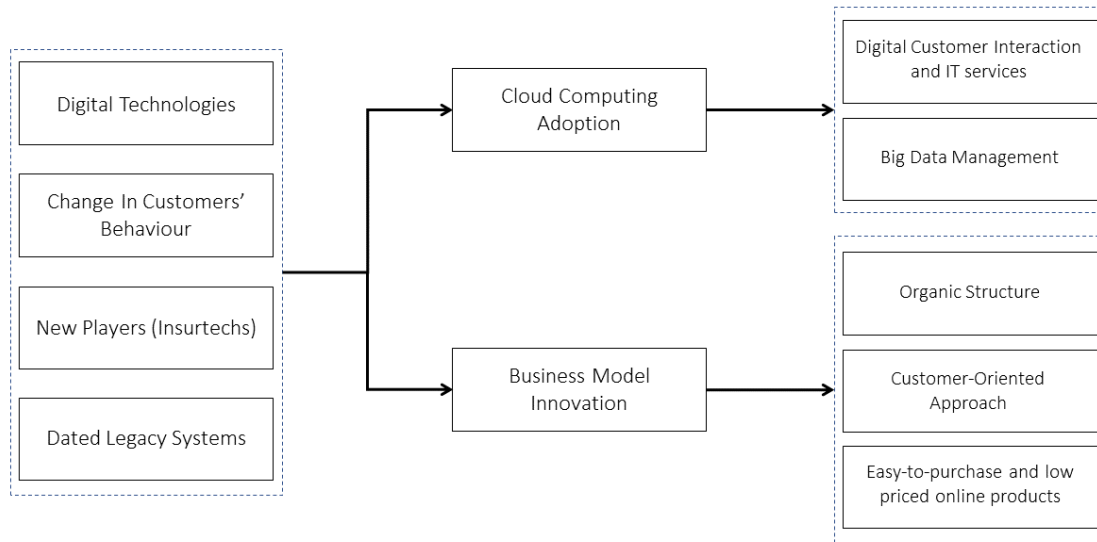 Digital Technologies
Change In Customers’
Behaviour
New Players (Insurtechs)
Dated Legacy Systems
Cloud Computing
Adoption
Business Model
Innovation
Digital Customer Interaction
and IT services
Big Data Management
Organic Structure
Customer-Oriented
Approach
Easy-to-purchase and low
priced online products